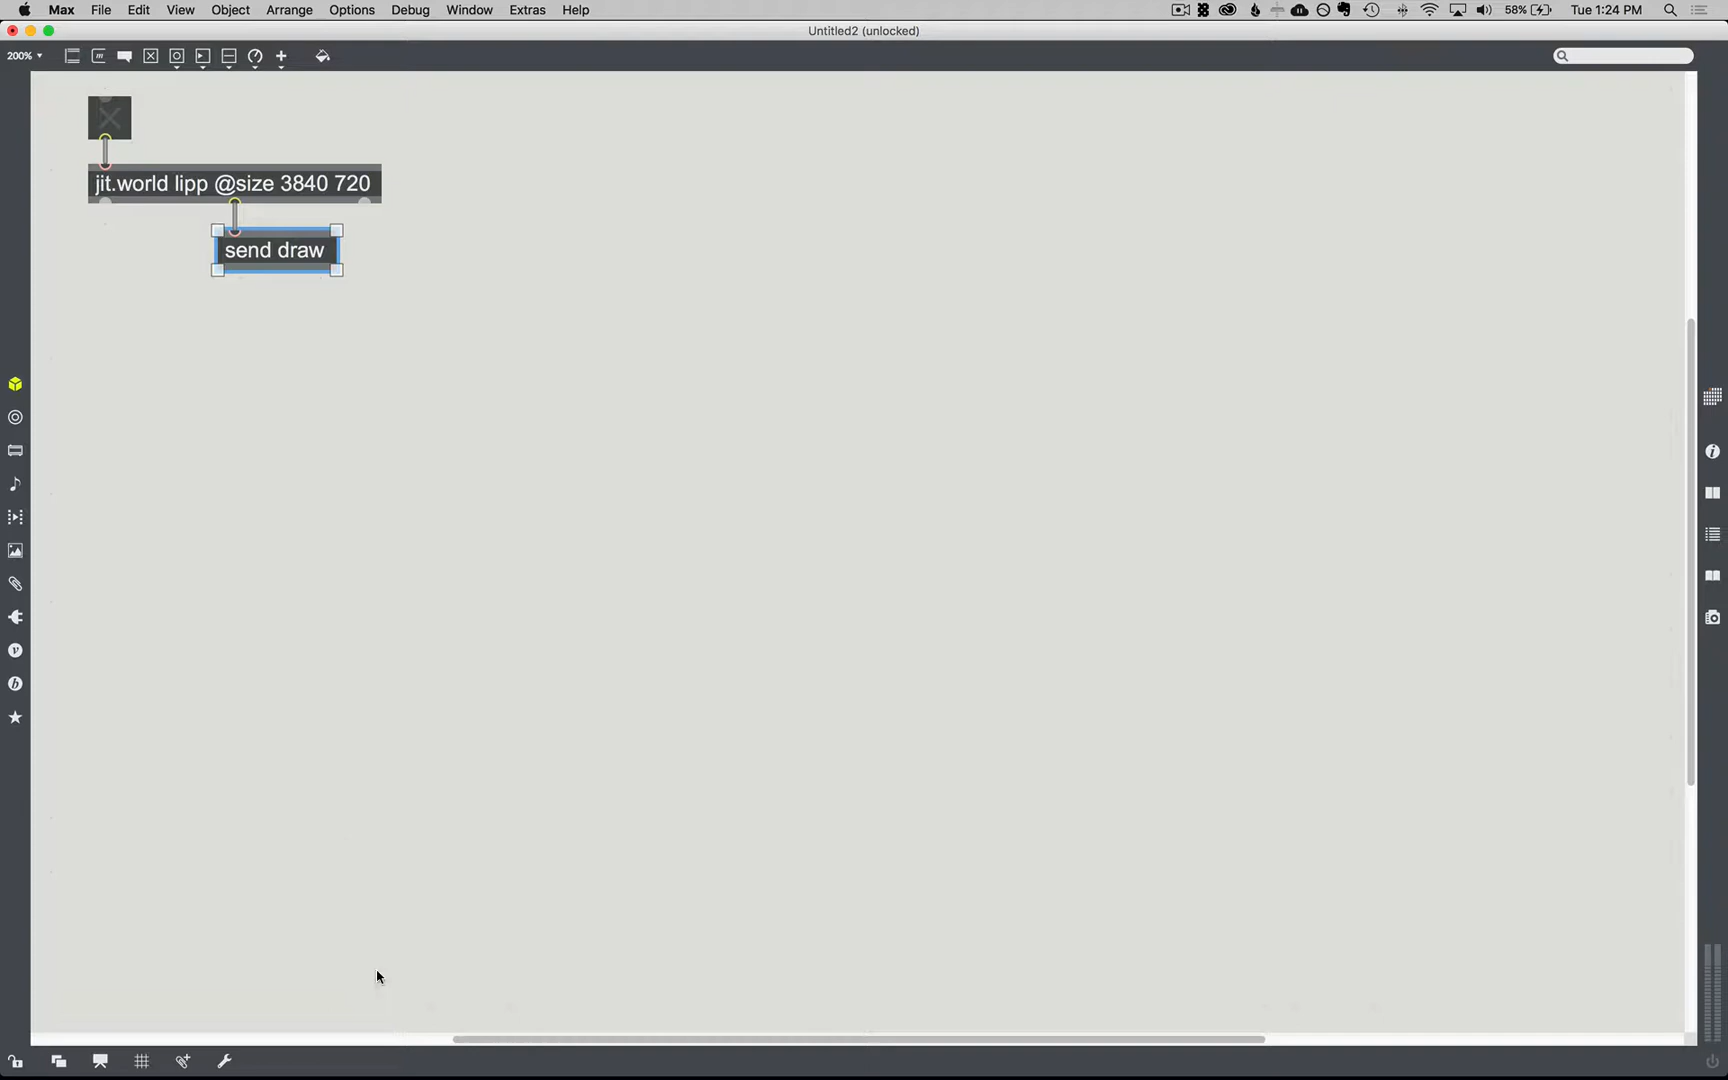 Max File Edit View Object Arrange Options Debug Window Extras Help 58% Tue 1:24 PM
Untitled2 (unlocked)
200%
jit.world lipp @size 3840 720
send draw